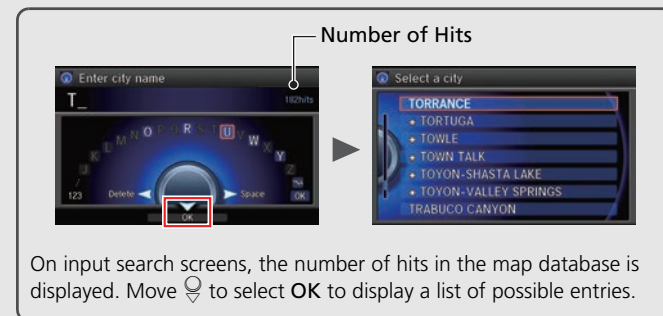 Number of Hits
Enter city name
T_
182hits
J K L M N O P Q R S T U V W X Y Z
/
123
Delete
Space
OK
OK
Select a city
TORRANCE
TORTUGA
TOWLE
TOWN TALK
TOYON-SHASTA LAKE
TOYON-VALLEY SPRINGS
TRABUCO CANYON
On input search screens, the number of hits in the map database is
displayed. Move to select OK to display a list of possible entries.